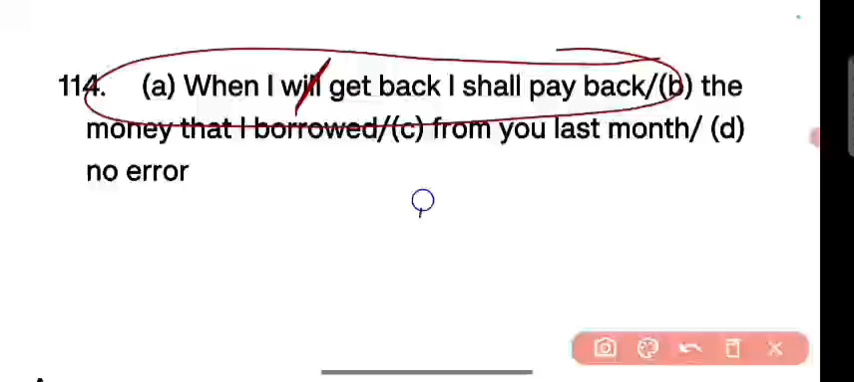 114. (a) When I will get back I shall pay back/(b) the
money that I borrowed/(c) from you last month/ (d)
no error